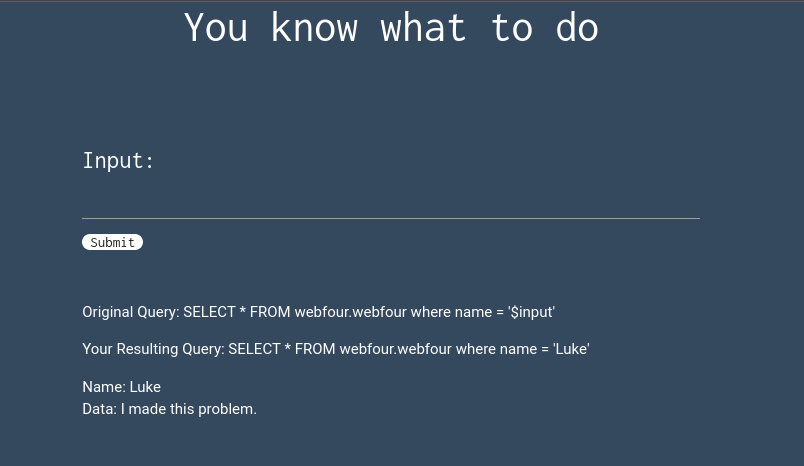 You know what to do
Input:
Submit
Original Query: SELECT * FROM webfour.webfour where name = '$input'
Your Resulting Query: SELECT * FROM webfour.webfour where name = 'Luke'
Name: Luke
Data: I made this problem.